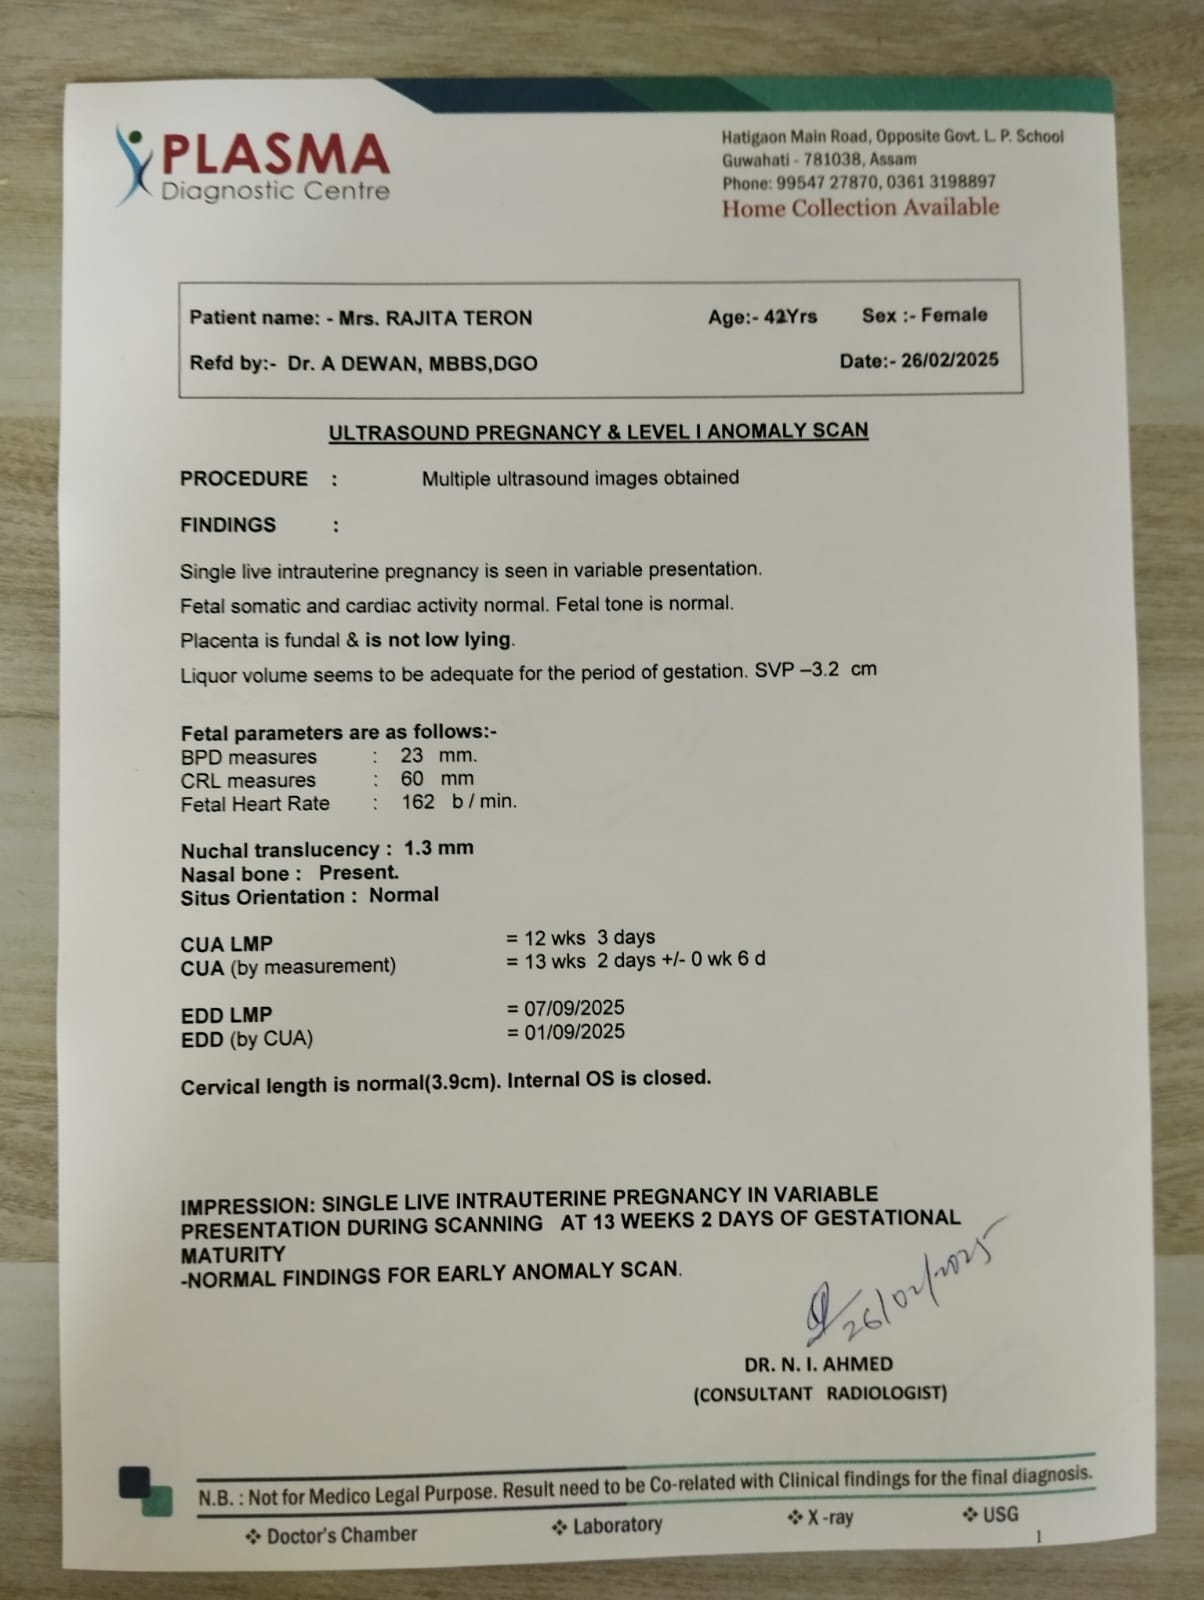 PLASMA
Diagnostic Centre
Hatigaon Main Road, Opposite Govt. L. P. School
Guwahati - 781038, Assam
Phone: 99547 27870, 0361 3198897
Home Collection Available
Patient name: - Mrs. RAJITA TERON Age:- 42Yrs Sex :- Female
Refd by:- Dr. A DEWAN, MBBS,DGO Date:- 26/02/2025
ULTRASOUND PREGNANCY & LEVEL I ANOMALY SCAN
PROCEDURE : Multiple ultrasound images obtained
FINDINGS :
Single live intrauterine pregnancy is seen in variable presentation.
Fetal somatic and cardiac activity normal. Fetal tone is normal.
Placenta is fundal & is not low lying.
Liquor volume seems to be adequate for the period of gestation. SVP –3.2 cm
Fetal parameters are as follows:-
BPD measures : 23 mm.
CRL measures : 60 mm
Fetal Heart Rate : 162 b / min.
Nuchal translucency : 1.3 mm
Nasal bone : Present.
Situs Orientation : Normal
CUA LMP = 12 wks 3 days
CUA (by measurement) = 13 wks 2 days +/- 0 wk 6 d
EDD LMP = 07/09/2025
EDD (by CUA) = 01/09/2025
Cervical length is normal(3.9cm). Internal OS is closed.
IMPRESSION: SINGLE LIVE INTRAUTERINE PREGNANCY IN VARIABLE
PRESENTATION DURING SCANNING AT 13 WEEKS 2 DAYS OF GESTATIONAL
MATURITY
-NORMAL FINDINGS FOR EARLY ANOMALY SCAN.
26/02/2025
DR. N. I. AHMED
(CONSULTANT RADIOLOGIST)
N.B. : Not for Medico Legal Purpose. Result need to be Co-related with Clinical findings for the final diagnosis.
❖ Doctor's Chamber ❖ Laboratory ❖ X -ray ❖ USG
1